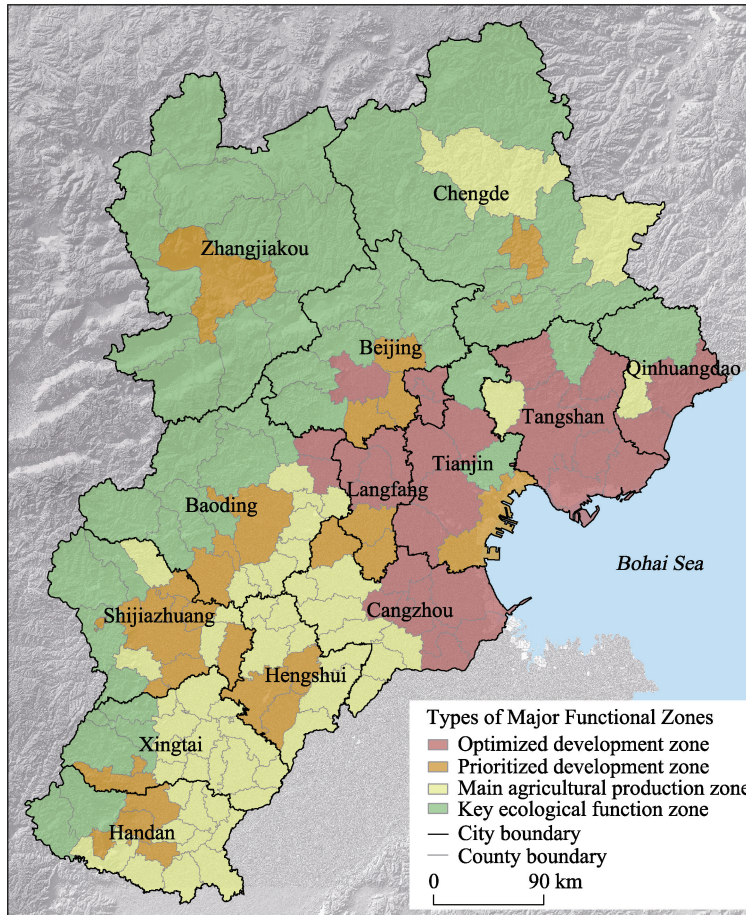 Chengde
Zhangjiakou
Beijing
Qinhuangdao
Tangshan
Tianjin
Langfang
Baoding
Bohai Sea
Cangzhou
Shijiazhuang
Hengshui
Xingtai
Handan
Types of Major Functional Zones
Optimized development zone
Prioritized development zone
Main agricultural production zone
Key ecological function zone
City boundary
County boundary
0 90 km